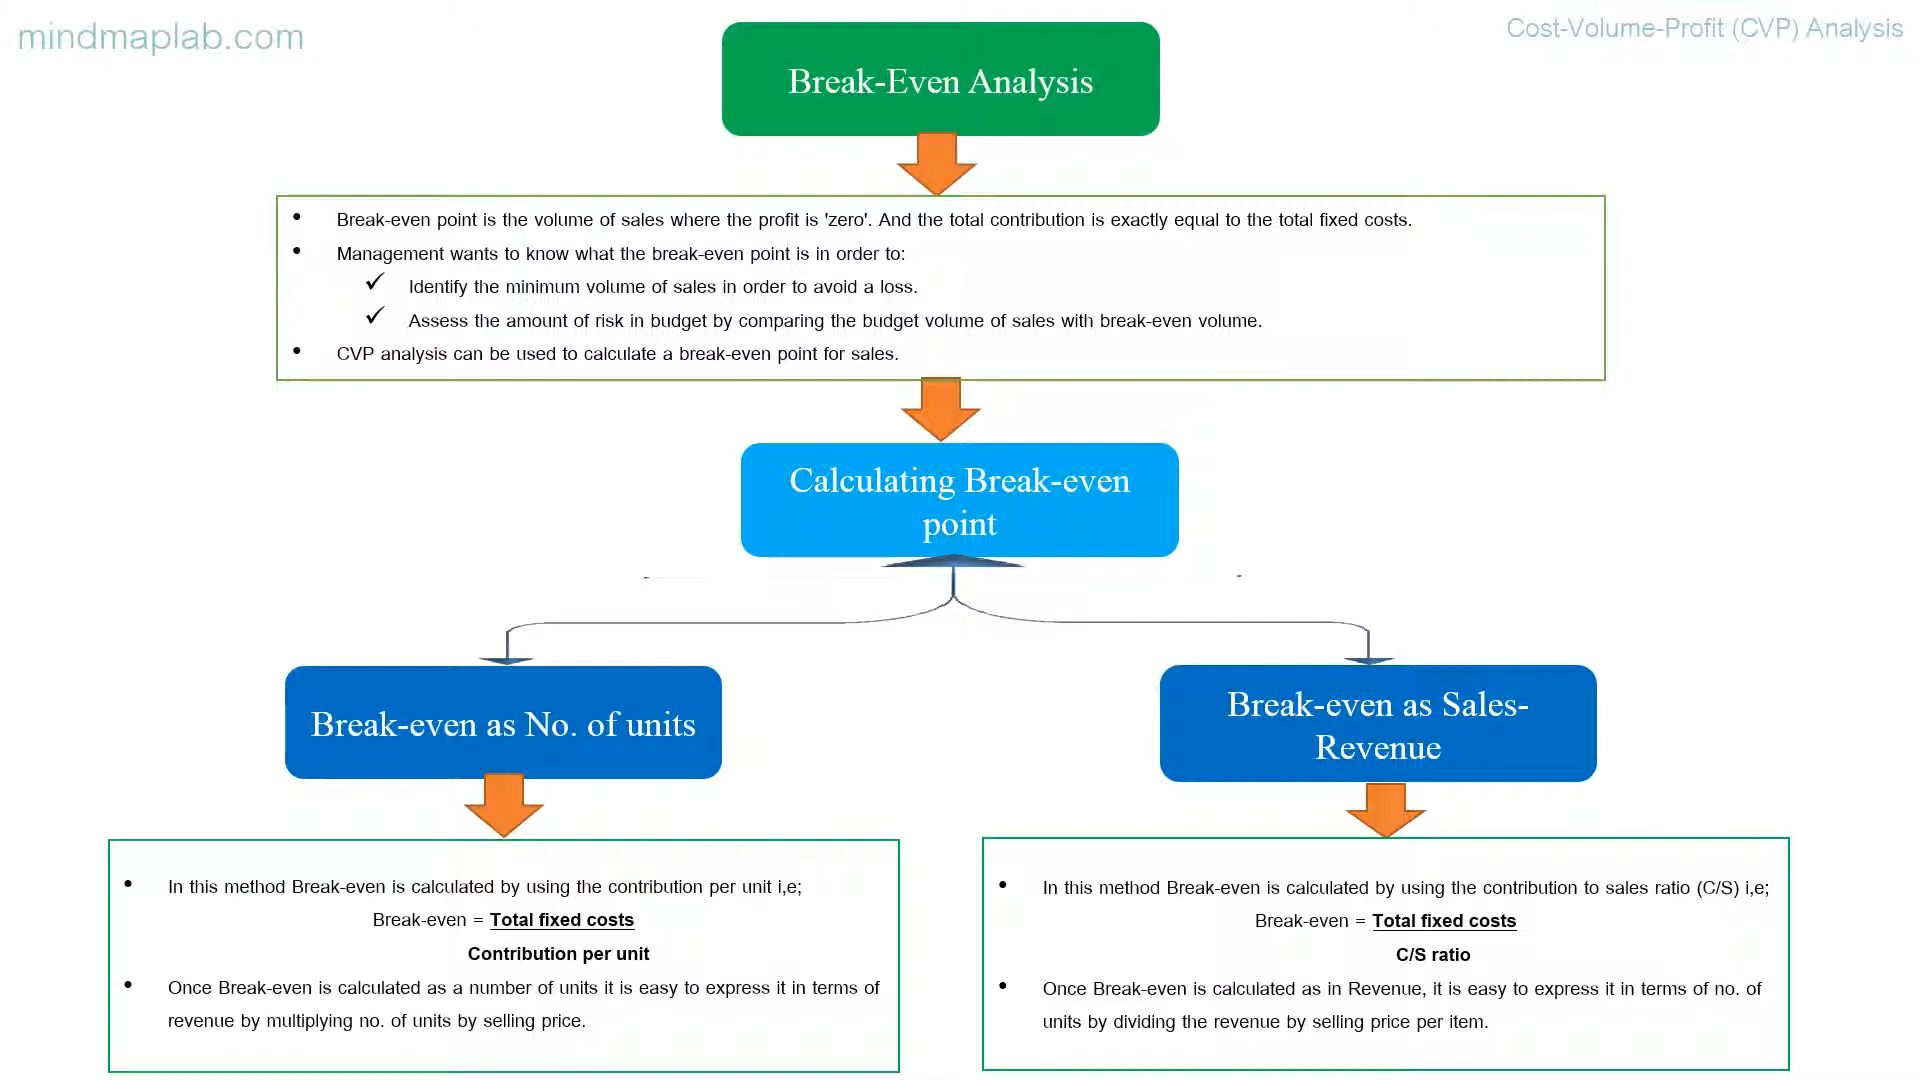 mindmaplab.com
Cost-Volume-Profit (CVP) Analysis
Break-Even Analysis
• Break-even point is the volume of sales where the profit is 'zero'. And the total contribution is exactly equal to the total fixed costs.
• Management wants to know what the break-even point is in order to:
✓ Identify the minimum volume of sales in order to avoid a loss.
✓ Assess the amount of risk in budget by comparing the budget volume of sales with break-even volume.
• CVP analysis can be used to calculate a break-even point for sales.
Calculating Break-even
point
Break-even as No. of units
• In this method Break-even is calculated by using the contribution per unit i,e;
Break-even = Total fixed costs
Contribution per unit
• Once Break-even is calculated as a number of units it is easy to express it in terms of
revenue by multiplying no. of units by selling price.
Break-even as Sales-
Revenue
• In this method Break-even is calculated by using the contribution to sales ratio (C/S) i,e;
Break-even = Total fixed costs
C/S ratio
• Once Break-even is calculated as in Revenue, it is easy to express it in terms of no. of
units by dividing the revenue by selling price per item.